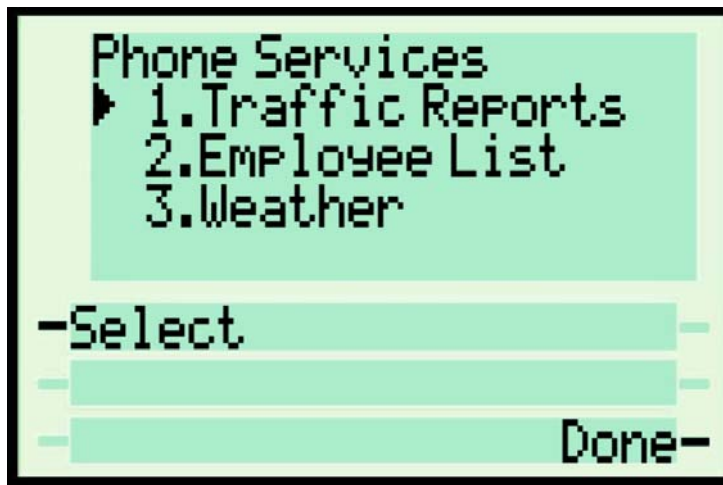 Phone Services
1.Traffic Reports
2.Employee List
3.Weather
Select
Done